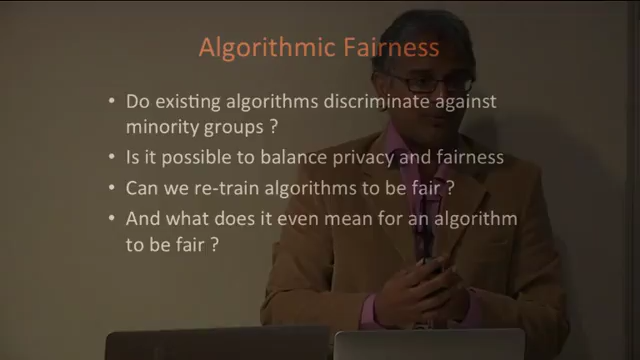 Algorithmic Fairness
• Do existing algorithms discriminate against
minority groups ?
• Is it possible to balance privacy and fairness
• Can we re-train algorithms to be fair ?
• And what does it even mean for an algorithm
to be fair ?